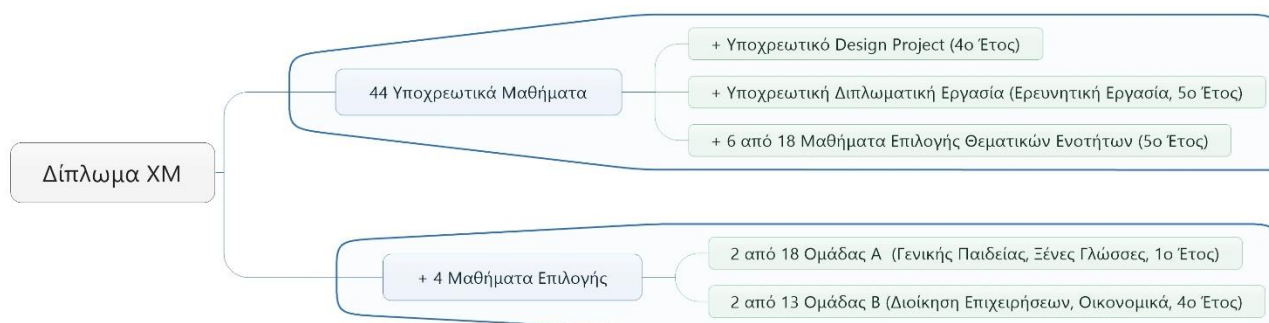 + Υποχρεωτικό Design Project (4ο Έτος)
44 Υποχρεωτικά Μαθήματα
+ Υποχρεωτική Διπλωματική Εργασία (Ερευνητική Εργασία, 5ο Έτος)
+ 6 από 18 Μαθήματα Επιλογής Θεματικών Ενοτήτων (5ο Έτος)
Δίπλωμα ΧΜ
2 από 18 Ομάδας Α (Γενικής Παιδείας, Ξένες Γλώσσες, 1ο Έτος)
+ 4 Μαθήματα Επιλογής
2 από 13 Ομάδας Β (Διοίκηση Επιχειρήσεων, Οικονομικά, 4ο Έτος)